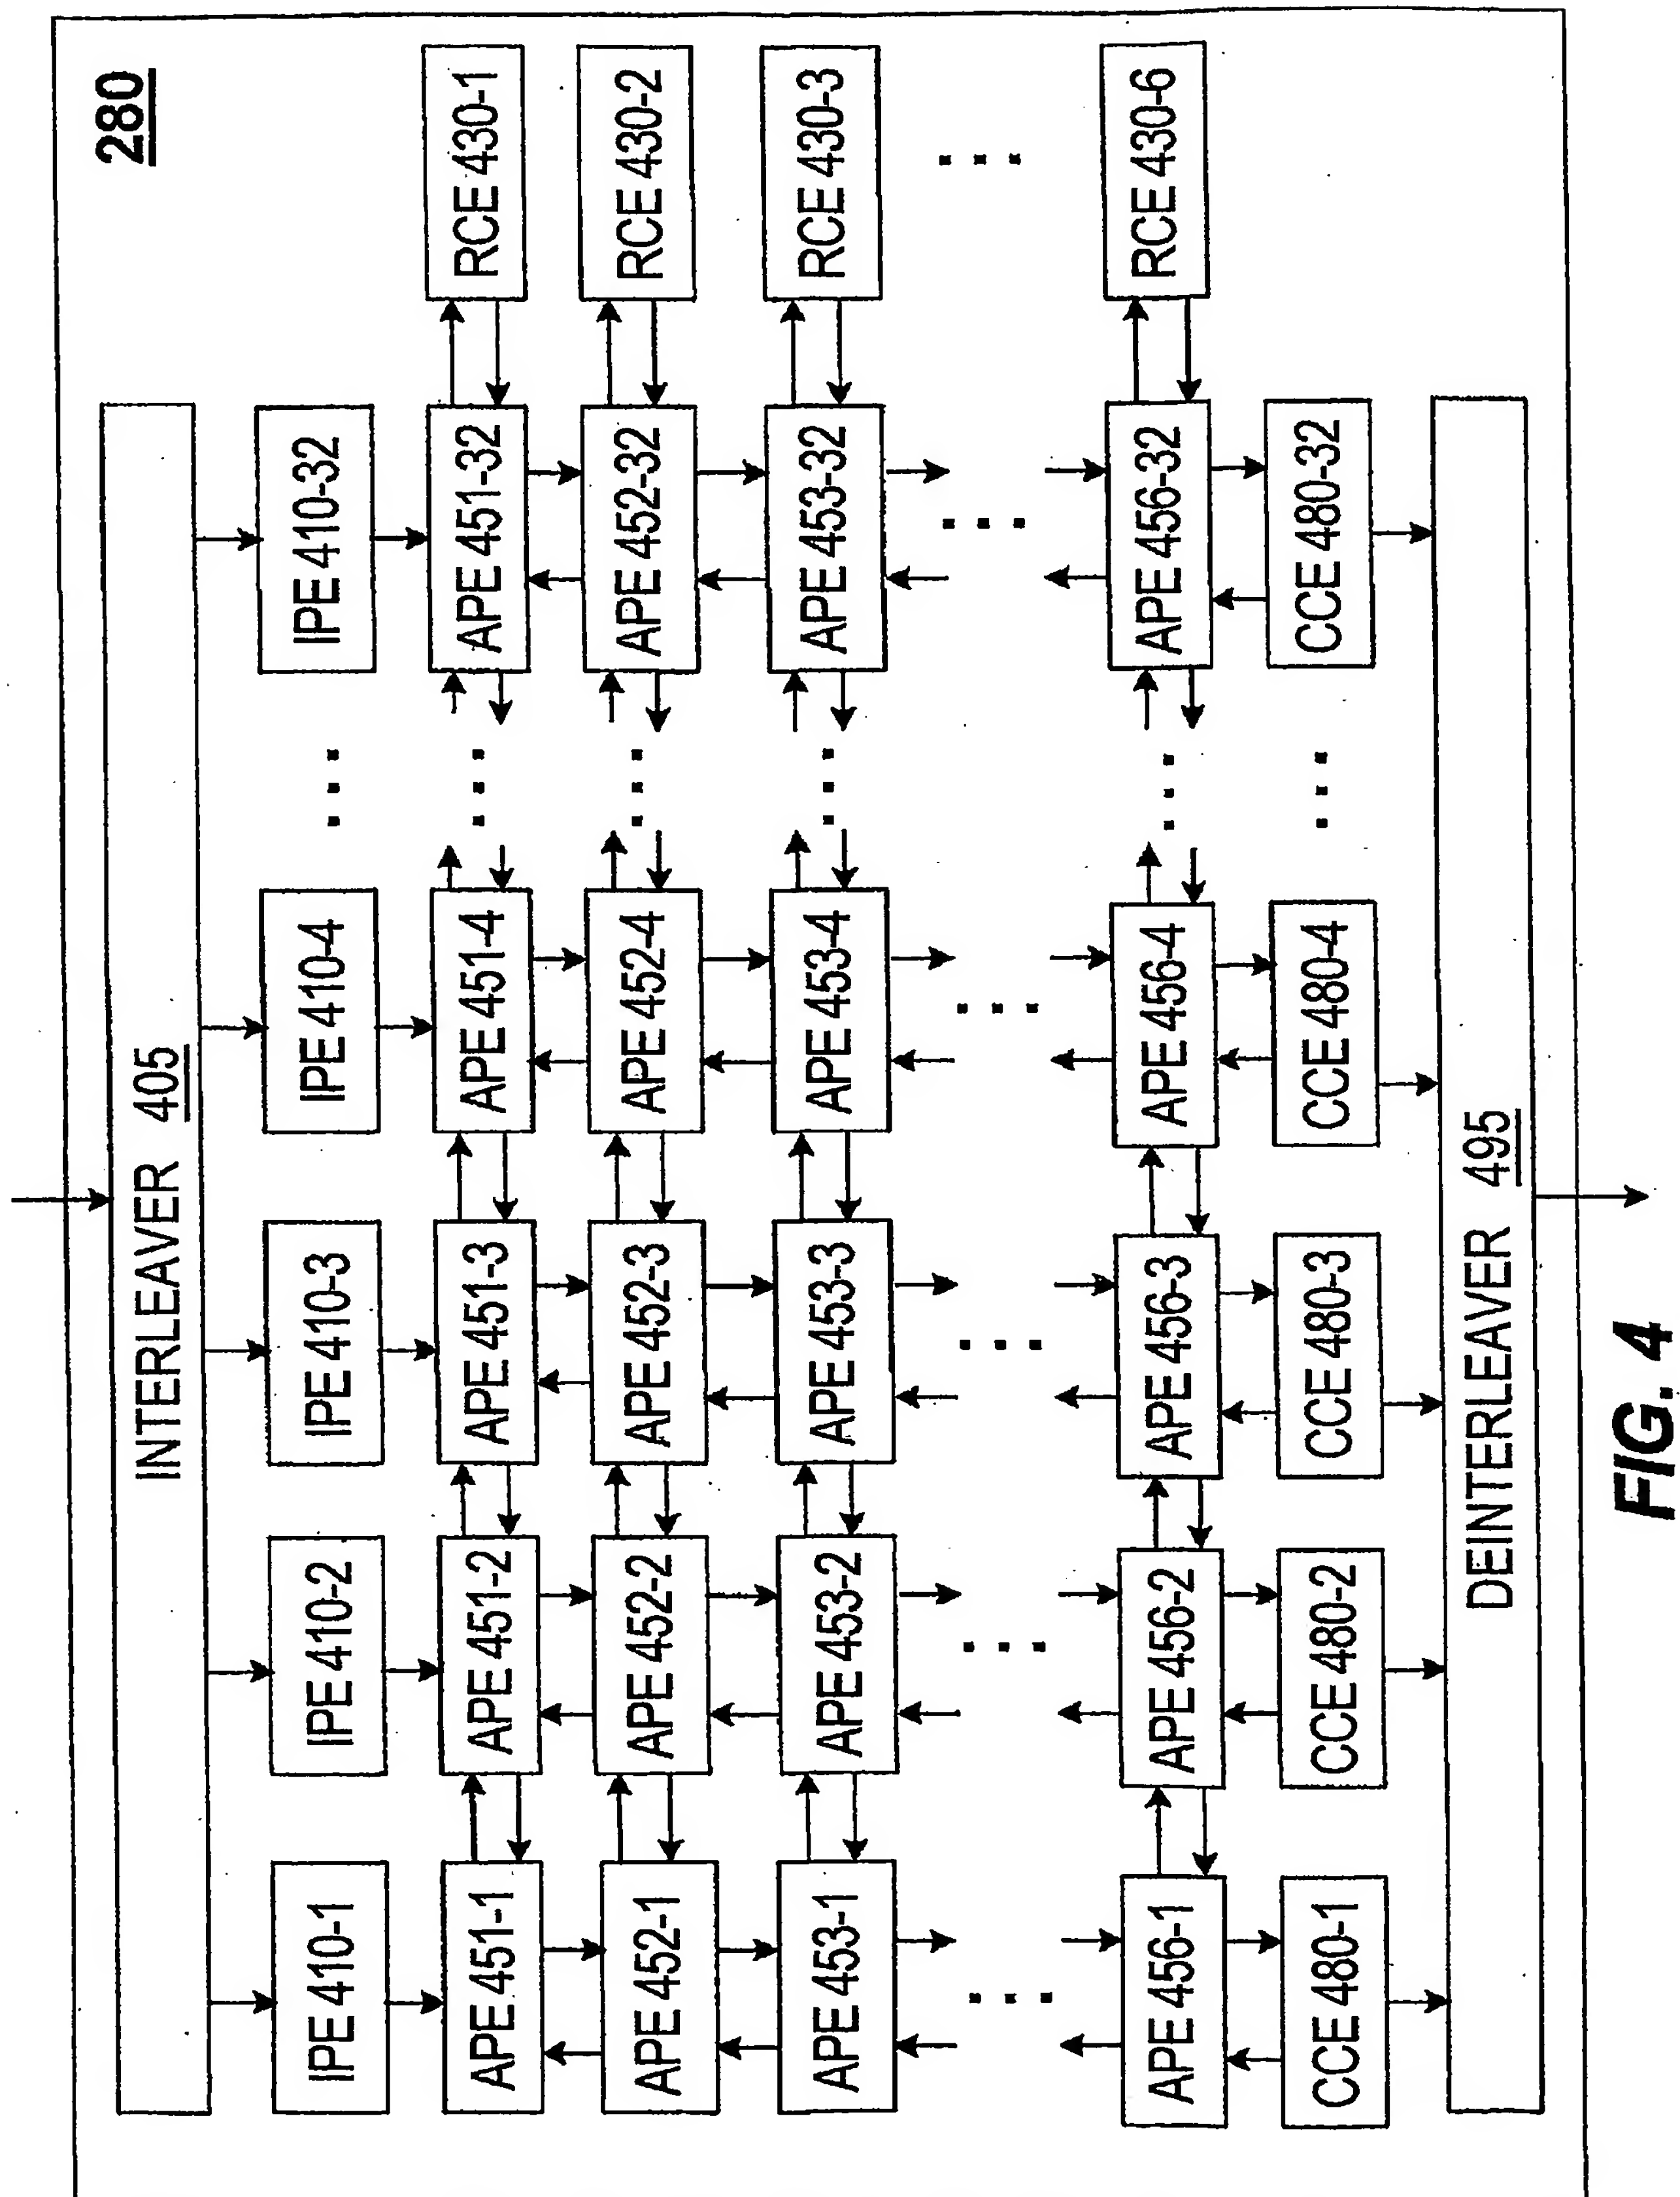 280
INTERLEAVER 405
IPE 410-1
IPE 410-2
IPE 410-3
IPE 410-4
IPE 410-32
APE 451-1
APE 451-2
APE 451-3
APE 451-4
APE 451-32
RCE 430-1
APE 452-1
APE 452-2
APE 452-3
APE 452-4
APE 452-32
RCE 430-2
APE 453-1
APE 453-2
APE 453-3
APE 453-4
APE 453-32
RCE 430-3
APE 456-1
APE 456-2
APE 456-3
APE 456-4
APE 456-32
RCE 430-6
CCE 480-1
CCE 480-2
CCE 480-3
CCE 480-4
CCE 480-32
DEINTERLEAVER 495
FIG. 4